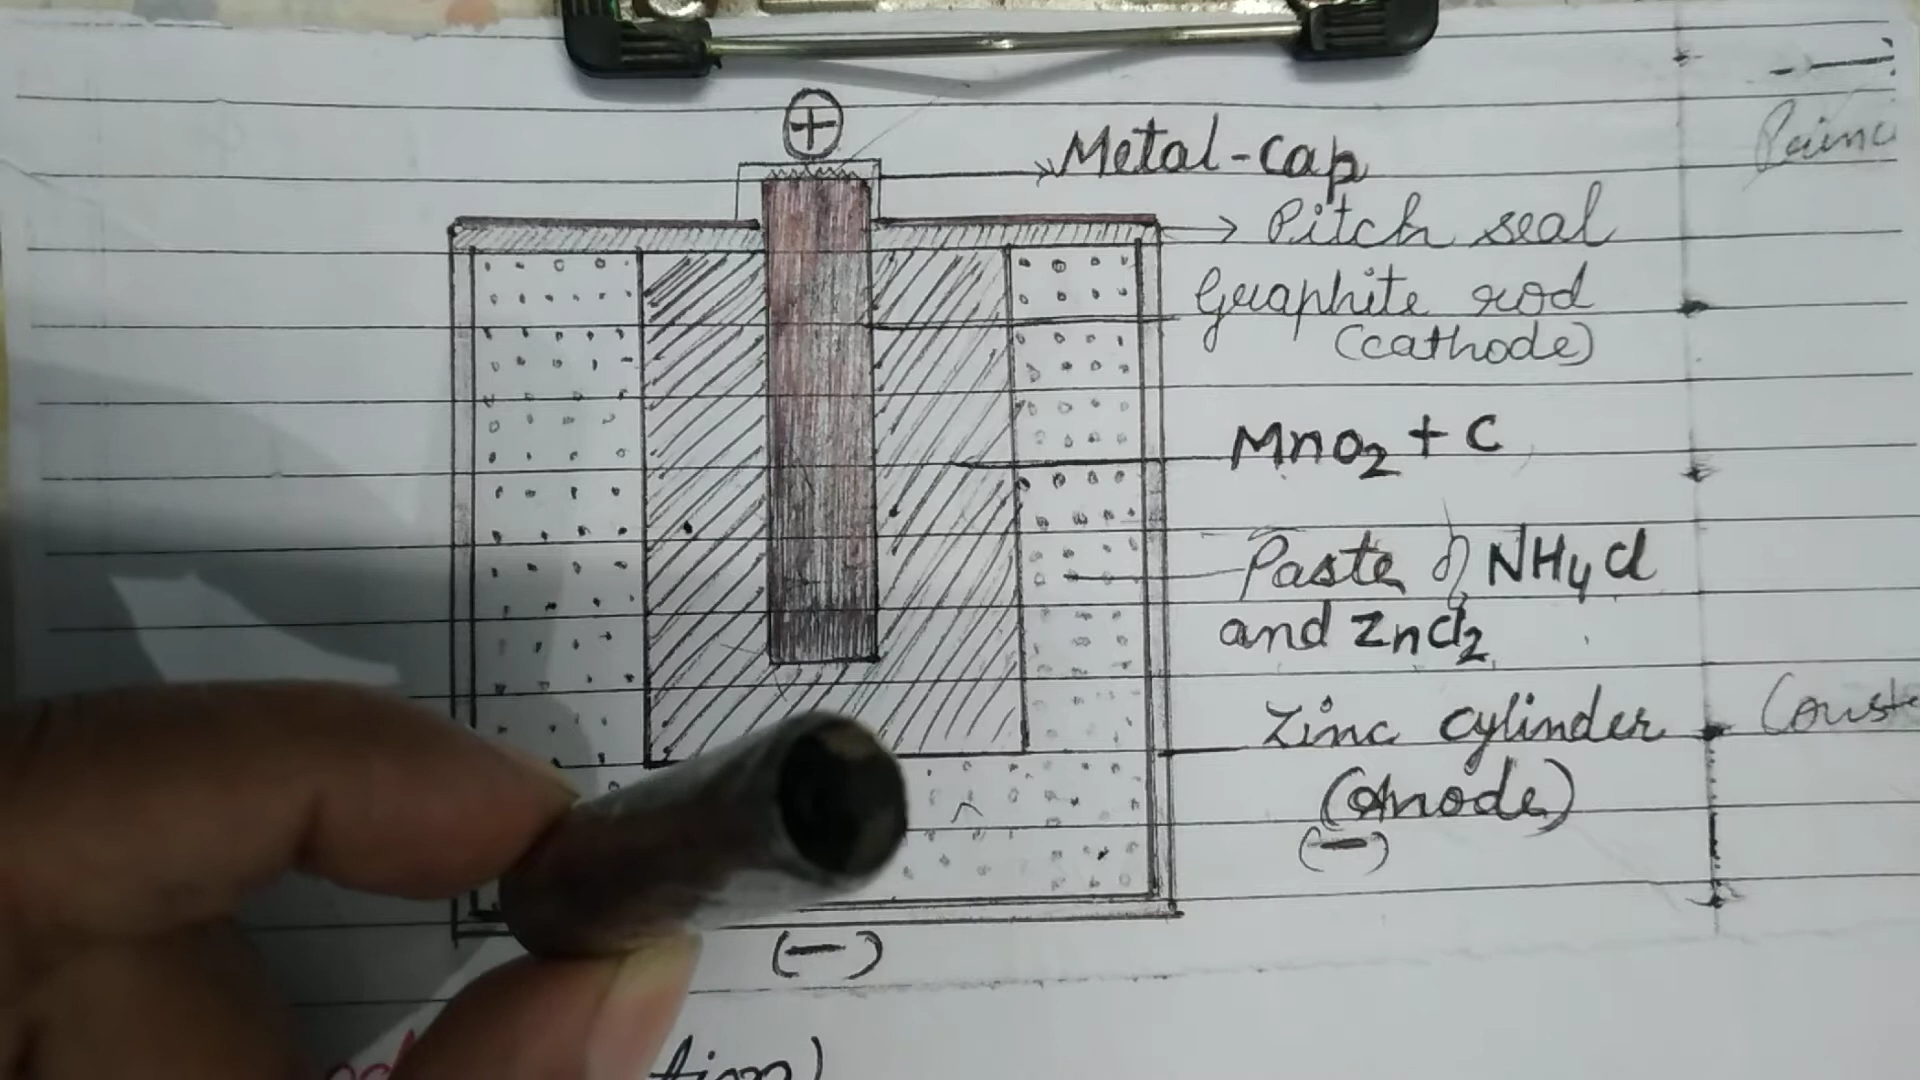 +
Metal-cap
Pitch seal
Graphite rod
(cathode)
MnO2 + C
Paste of NH4Cl
and ZnCl2
Zinc cylinder
(Anode)
(-)
(-)